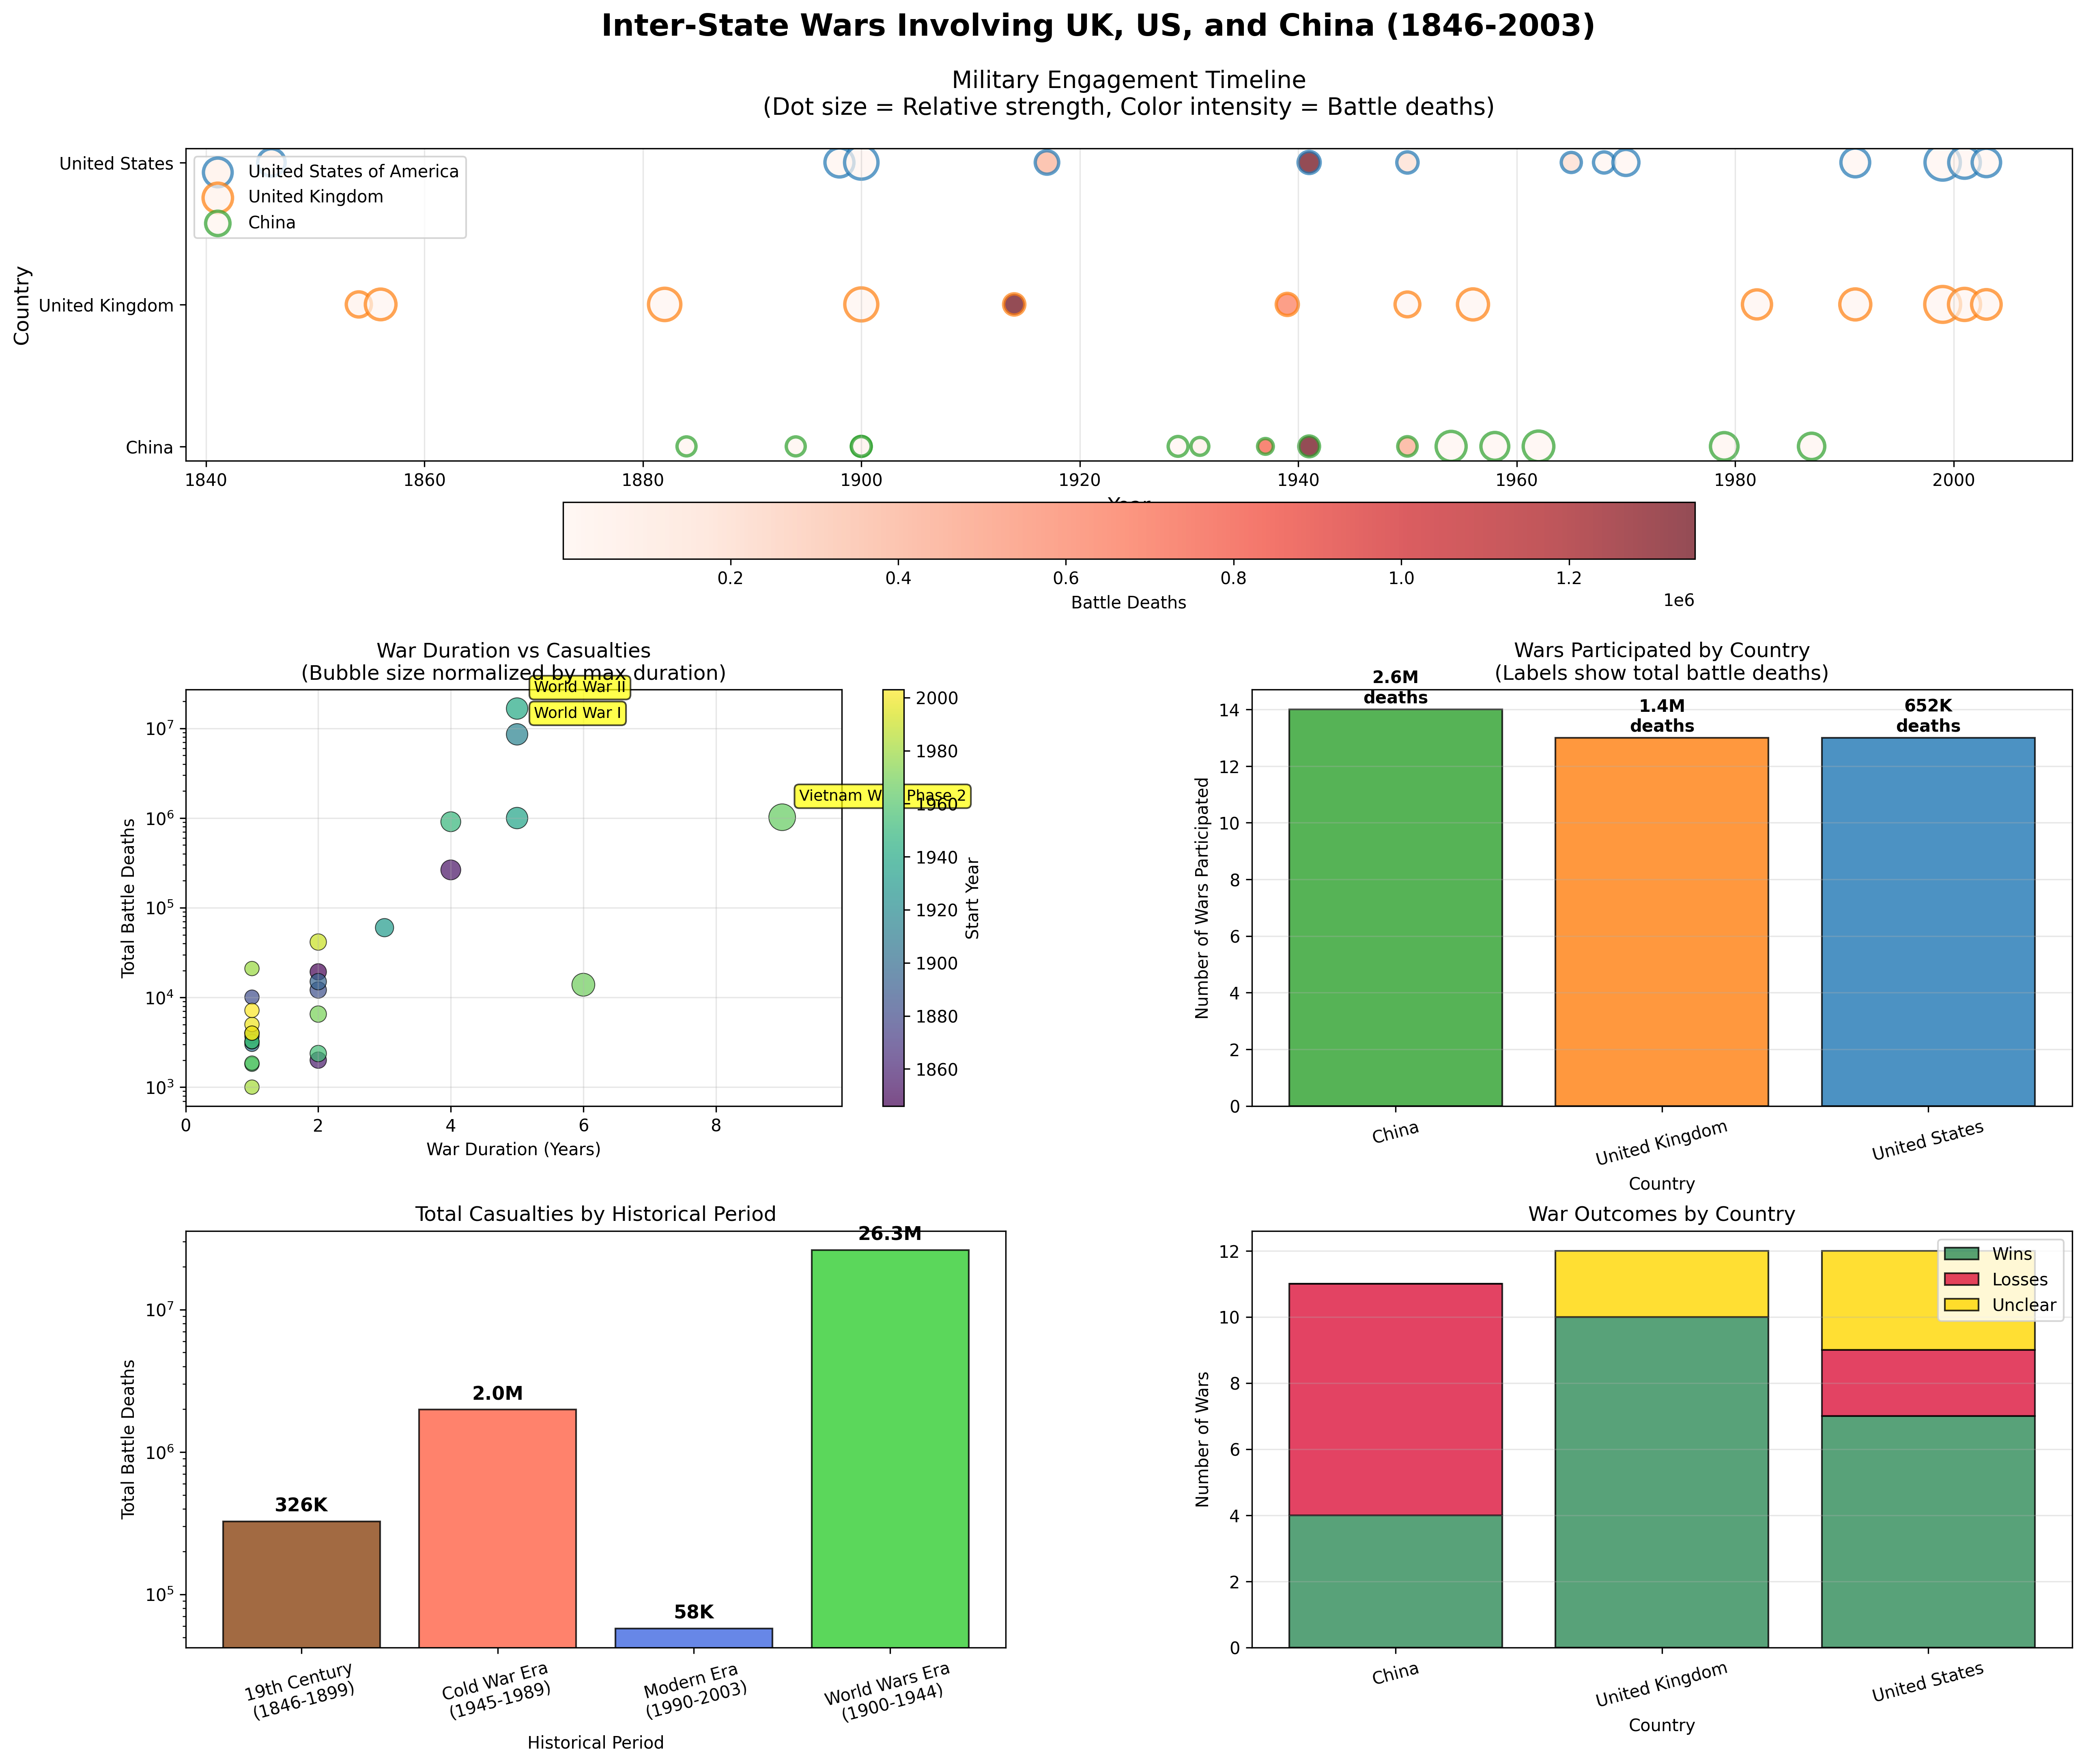 Inter-State Wars Involving UK, US, and China (1846-2003)
Military Engagement Timeline
(Dot size = Relative strength, Color intensity = Battle deaths)
Country
United States
United Kingdom
China
United States of America
United Kingdom
China
1840 1860 1880 1900 1920 1940 1960 1980 2000
Year
0.2 0.4 0.6 0.8 1.0 1.2
1e6
Battle Deaths
War Duration vs Casualties
(Bubble size normalized by max duration)
Total Battle Deaths
10^7
10^6
10^5
10^4
10^3
World War II
World War I
Vietnam W Phase 2
0 2 4 6 8
War Duration (Years)
2000
1980
1960
1940
1920
1900
1880
1860
Start Year
Wars Participated by Country
(Labels show total battle deaths)
Number of Wars Participated
14
12
10
8
6
4
2
0
2.6M
deaths
1.4M
deaths
652K
deaths
China
United Kingdom
United States
Country
Total Casualties by Historical Period
Total Battle Deaths
10^7
10^6
10^5
326K
2.0M
58K
26.3M
19th Century
(1846-1899)
Cold War Era
(1945-1989)
Modern Era
(1990-2003)
World Wars Era
(1900-1944)
Historical Period
War Outcomes by Country
Number of Wars
12
10
8
6
4
2
0
Wins
Losses
Unclear
China
United Kingdom
United States
Country